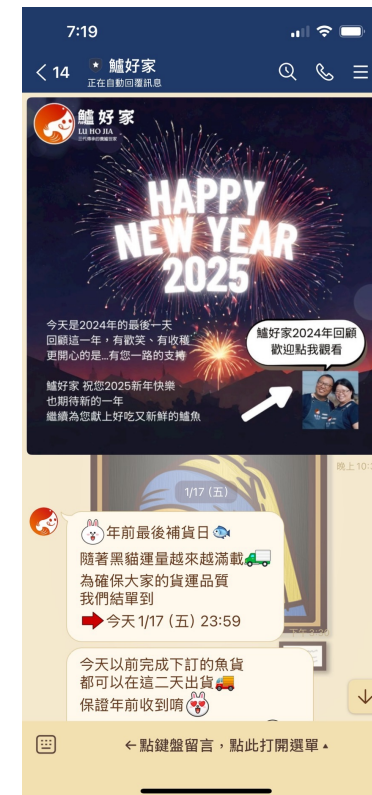 7:19
14
鱸好家
正在自動回覆訊息
鱸好家
LU HO JIA
HAPPY
NEW YEAR
2025
今天是2024年的最後一天
回顧這一年，有歡笑、有收穫
更開心的是...有您一路的支持
鱸好家 祝您2025新年快樂
也期待新的一年
繼續為您獻上好吃又新鮮的鱸魚
鱸好家2024年回顧
歡迎點我觀看
晚上10:
1/17 (五)
年前最後補貨日
隨著黑貓運量越來越滿載
為確保大家的貨運品質
我們結單到
今天 1/17 (五) 23:59
今天以前完成下訂的魚貨
都可以在這二天出貨
保證年前收到唷
←點鍵盤留言，點此打開選單▲